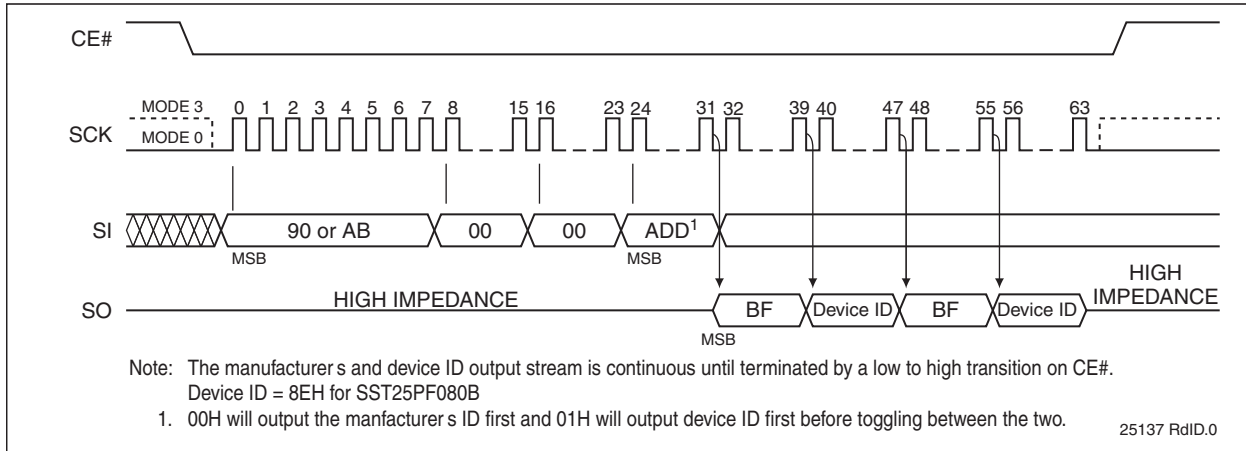 CE#
MODE 3
0 1 2 3 4 5 6 7 8 15 16 23 24 31 32 39 40 47 48 55 56 63
SCK
MODE 0
SI
90 or AB 00 00 ADD1
MSB MSB
HIGH IMPEDANCE
HIGH IMPEDANCE
SO
BF Device ID BF Device ID
MSB
Note: The manufacturer s and device ID output stream is continuous until terminated by a low to high transition on CE#.
Device ID = 8EH for SST25PF080B
1. 00H will output the manfacturer s ID first and 01H will output device ID first before toggling between the two.
25137 RdID.0